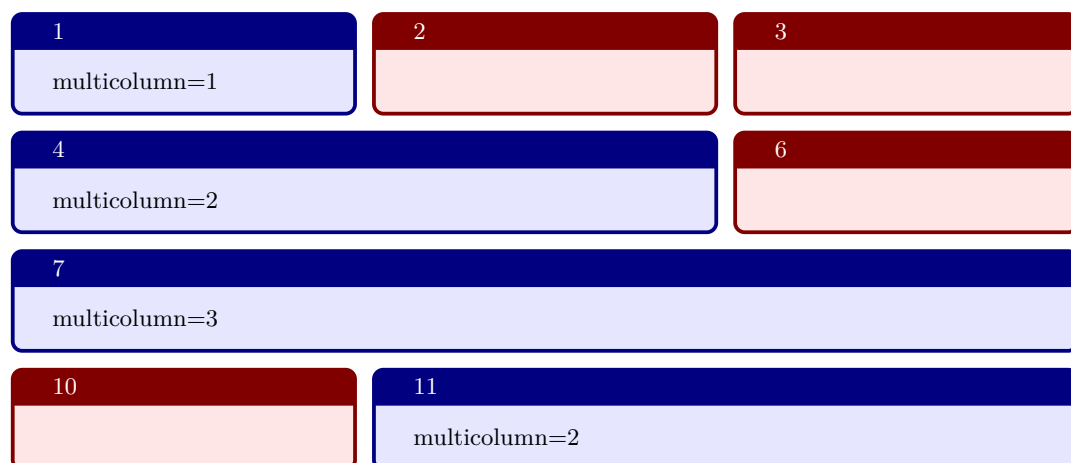 1 2 3
multicolumn=1
4 6
multicolumn=2
7
multicolumn=3
10 11
multicolumn=2